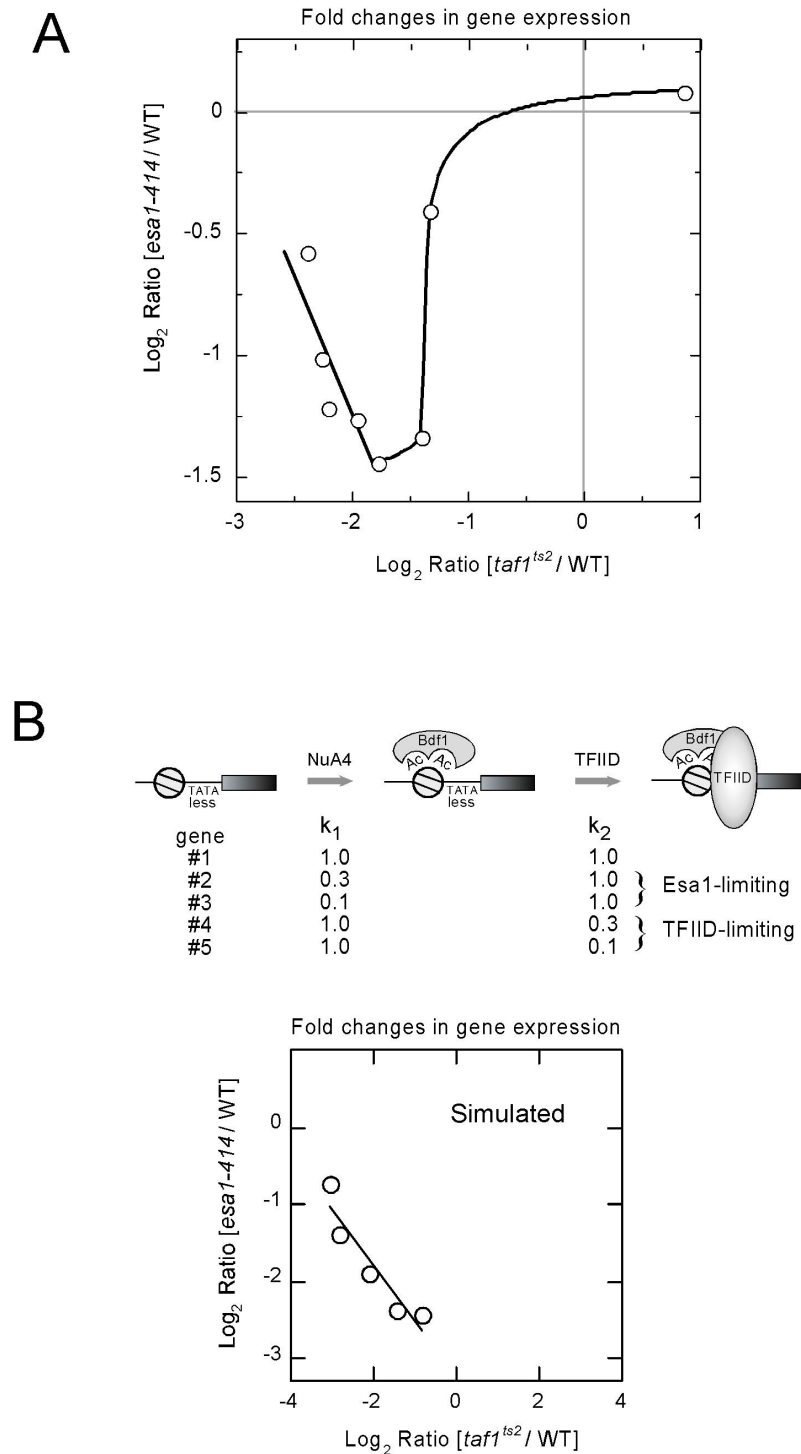 A
Fold changes in gene expression
Log2 Ratio [esa1-414 / WT]
0
-0.5
-1
-1.5
-3 -2 -1 0 1
Log2 Ratio [taf1ts2 / WT]
B
NuA4
Bdf1
Ac Ac
TFIID
Bdf1
Ac A
TFIID
TATA less
TATA less
gene k1 k2
#1 1.0 1.0
#2 0.3 1.0
#3 0.1 1.0
} Esa1-limiting
#4 1.0 0.3
#5 1.0 0.1
} TFIID-limiting
Fold changes in gene expression
Simulated
Log2 Ratio [esa1-414 / WT]
0
-1
-2
-3
-4 -2 0 2 4
Log2 Ratio [taf1ts2 / WT]